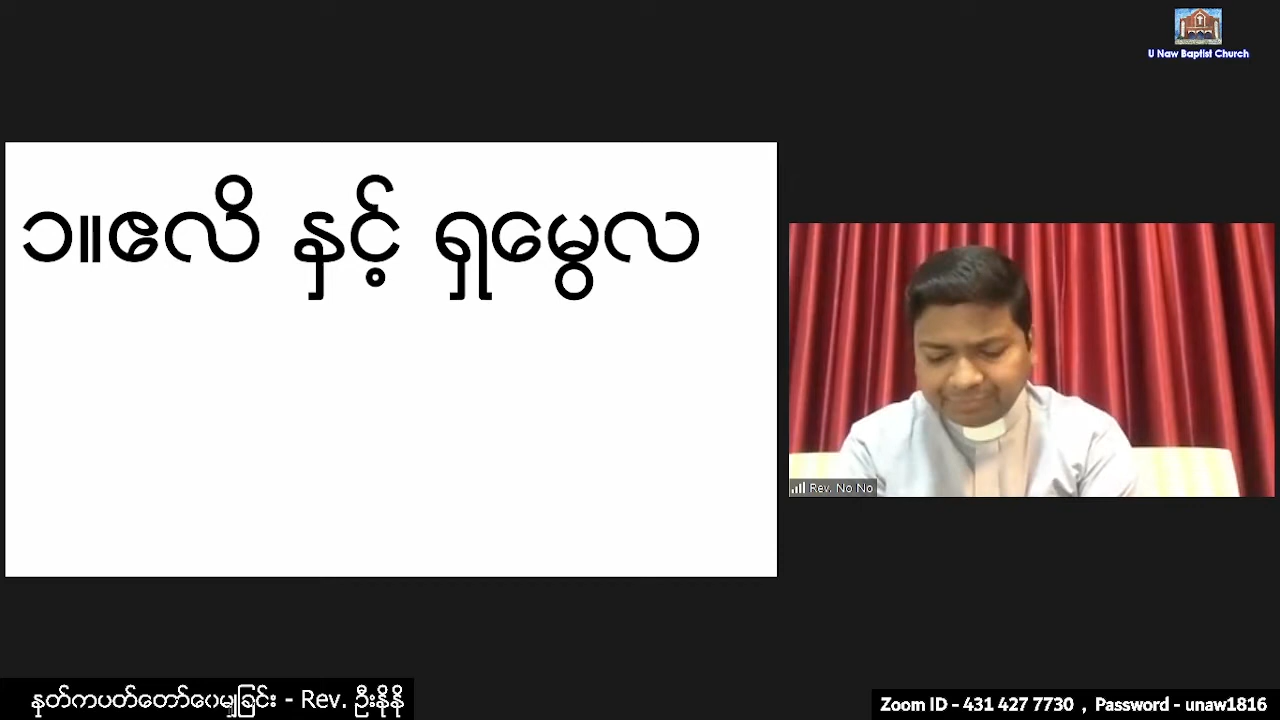 U Naw Baptist Church
၁။ဧလိ နှင့် ရှမွေလ
Rev. No No
နှုတ်ကပတ်တော်ဝေမျှခြင်း - Rev. ဦးနိုနို
Zoom ID - 431 427 7730 , Password - unaw1816